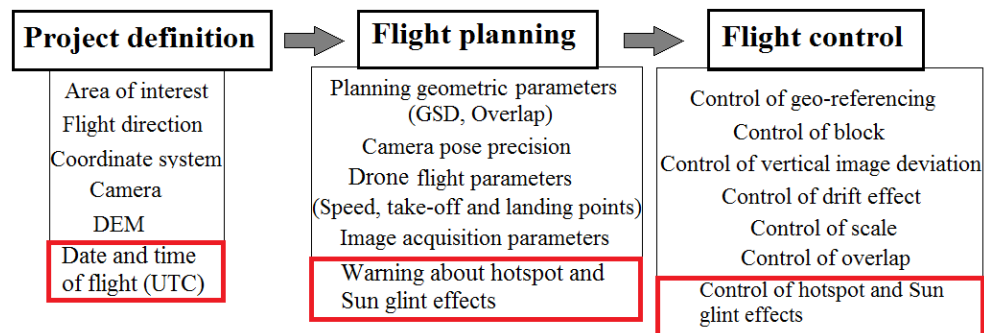 Project definition
Area of interest
Flight direction
Coordinate system
Camera
DEM
Date and time
of flight (UTC)
Flight planning
Planning geometric parameters
(GSD, Overlap)
Camera pose precision
Drone flight parameters
(Speed, take-off and landing points)
Image acquisition parameters
Warning about hotspot and
Sun glint effects
Flight control
Control of geo-referencing
Control of block
Control of vertical image deviation
Control of drift effect
Control of scale
Control of overlap
Control of hotspot and Sun
glint effects